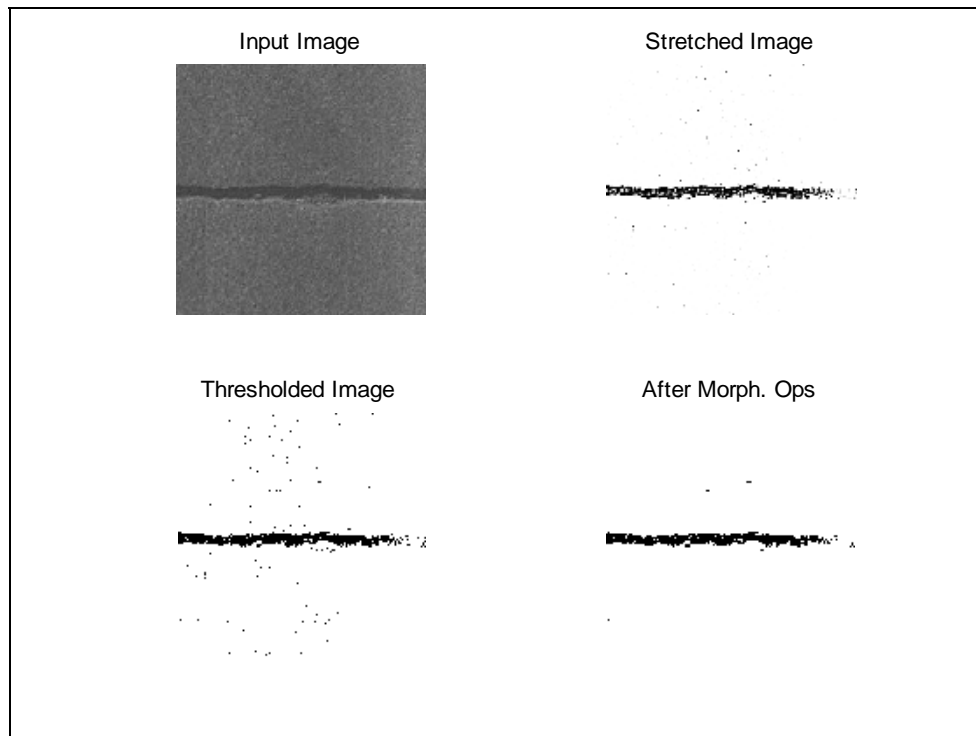 Input Image
Stretched Image
Thresholded Image
After Morph. Ops